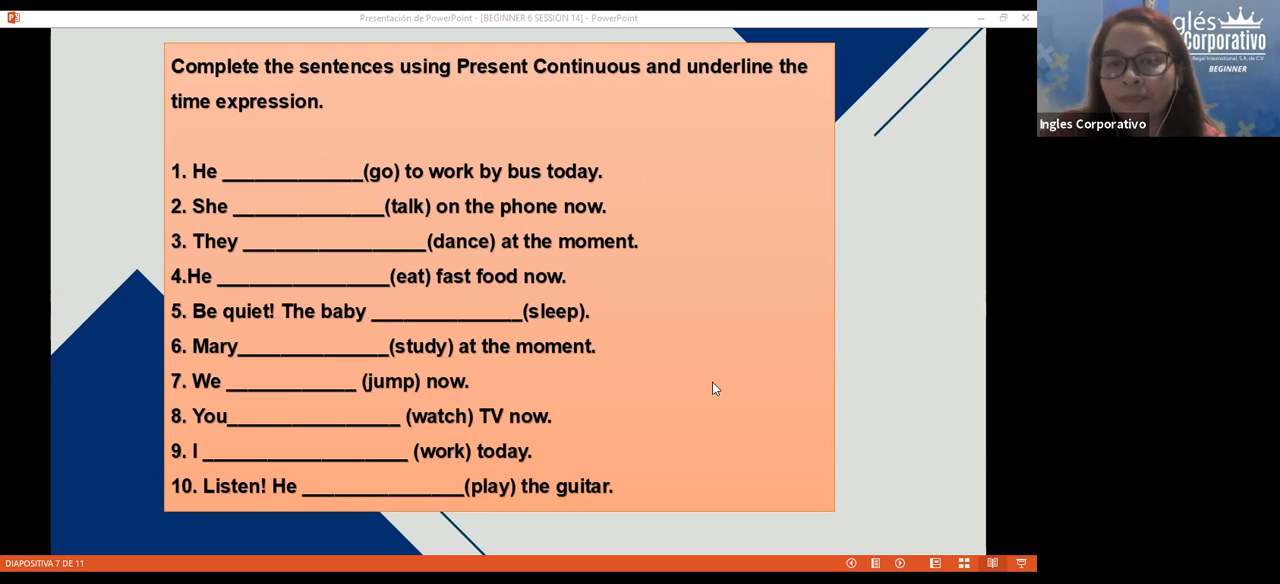 Presentación de PowerPoint - [BEGINNER 6 SESSION 14] - PowerPoint
Complete the sentences using Present Continuous and underline the
time expression.
1. He _____________(go) to work by bus today.
2. She ______________(talk) on the phone now.
3. They _________________(dance) at the moment.
4.He ________________(eat) fast food now.
5. Be quiet! The baby ______________(sleep).
6. Mary______________(study) at the moment.
7. We ____________ (jump) now.
8. You________________ (watch) TV now.
9. I ___________________ (work) today.
10. Listen! He _______________(play) the guitar.
DIAPOSITIVA 7 DE 11
glés
Corporativo
Regal International, S.A. de C.V.
BEGINNER
Ingles Corporativo